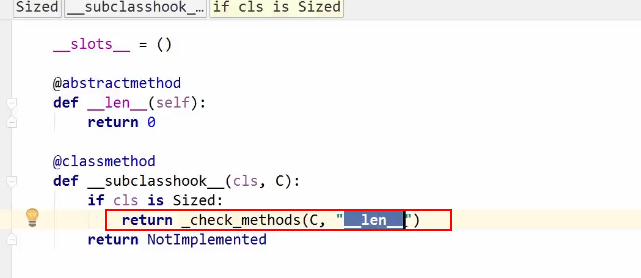 Sized __subclasshook_… if cls is Sized
__slots__ = ()
@abstractmethod
def __len__(self):
return 0
@classmethod
def __subclasshook__(cls, C):
if cls is Sized:
return _check_methods(C, "__len__")
return NotImplemented